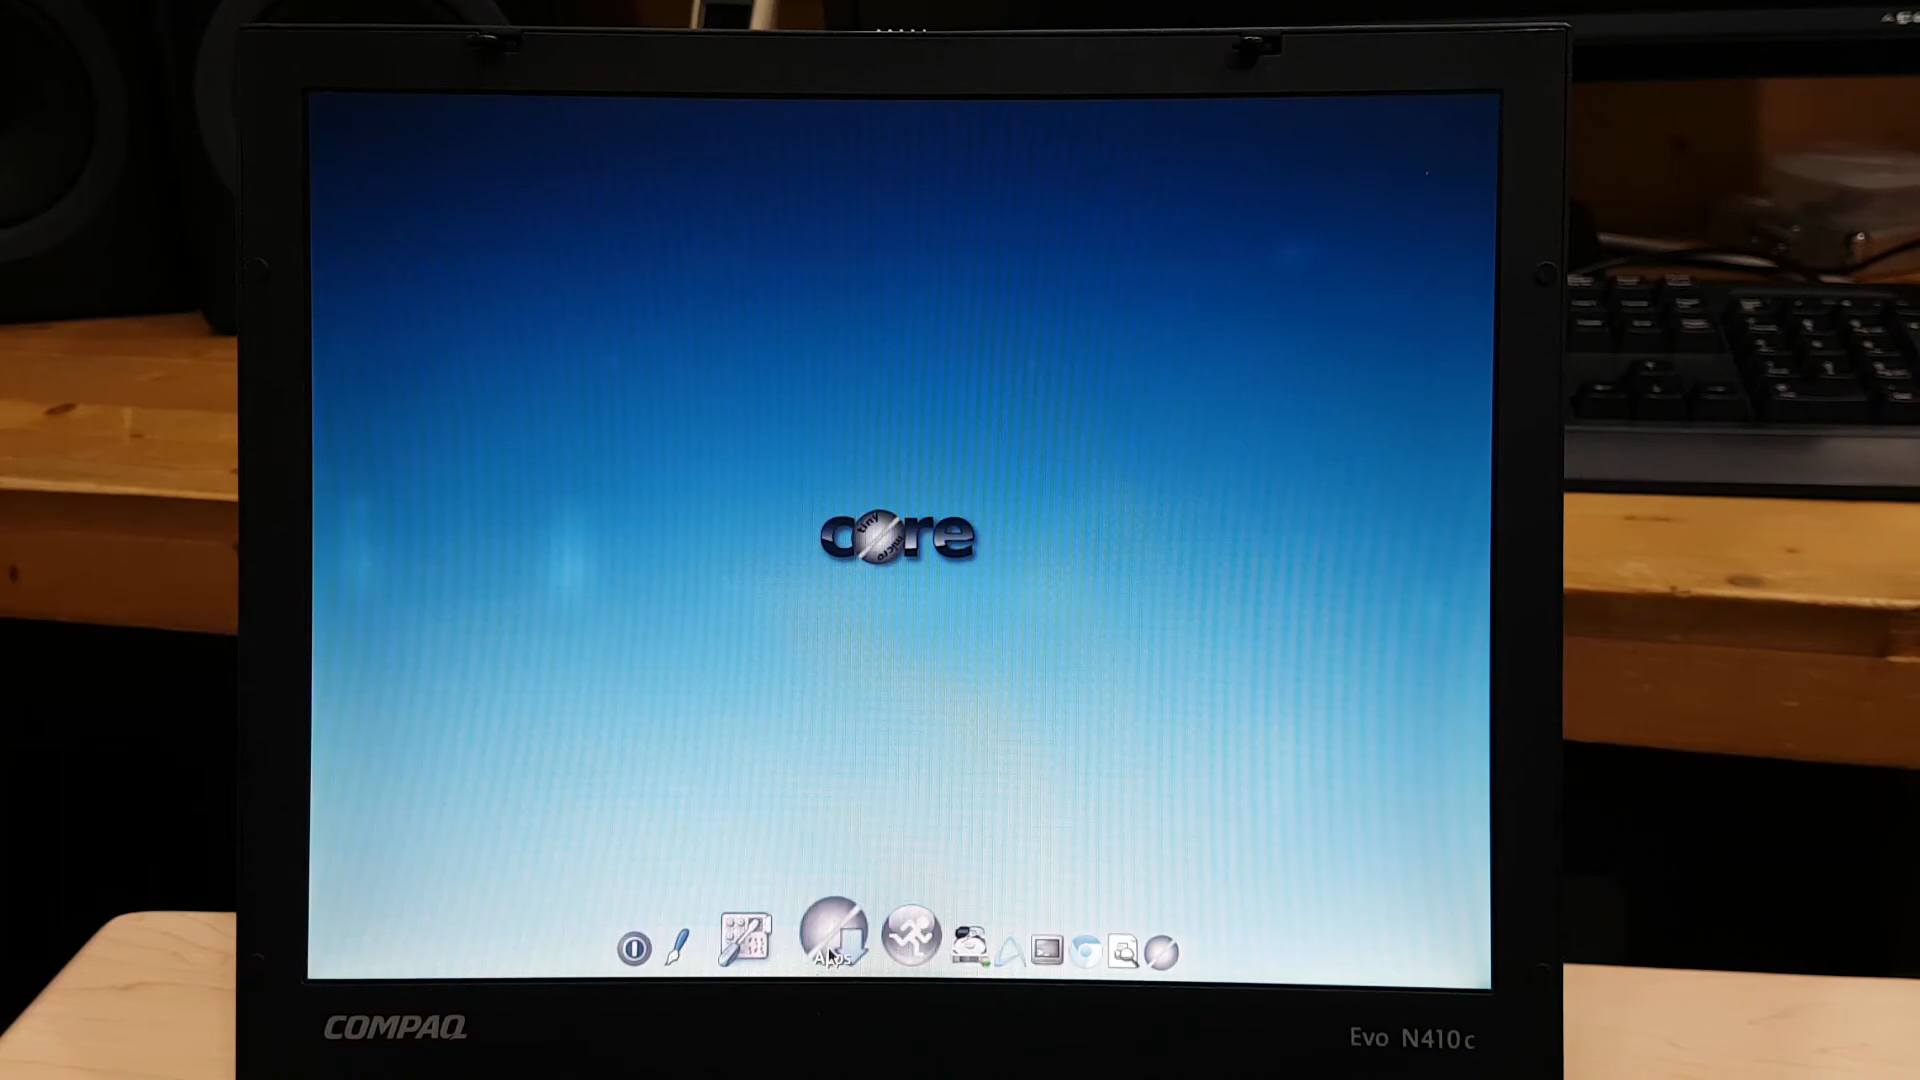 core
tiny
micro
Apps
COMPAQ
Evo N410c